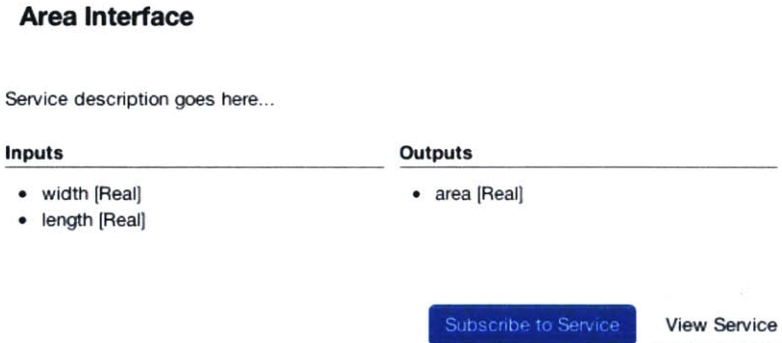 Area Interface
Service description goes here...
Inputs
Outputs
• width [Real]
• length [Real]
• area [Real]
Subscribe to Service
View Service